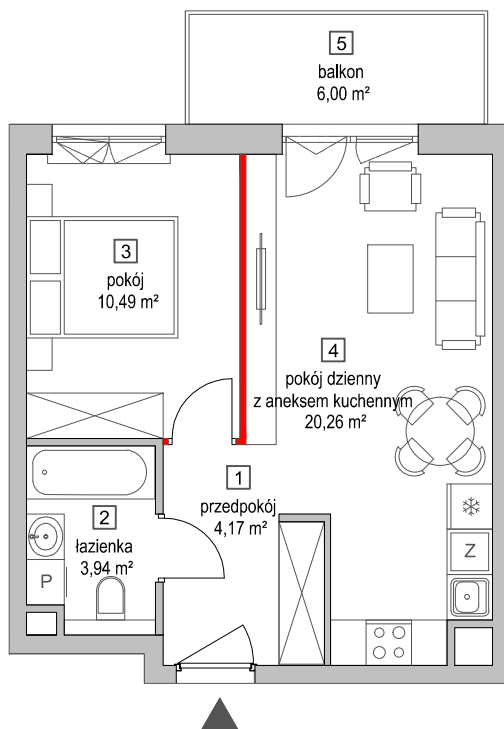 5
balkon
6,00 m²
3
pokój
10,49 m²
4
pokój dzienny
z aneksem kuchennym
20,26 m²
1
przedpokój
4,17 m²
2
łazienka
3,94 m²
P
Z